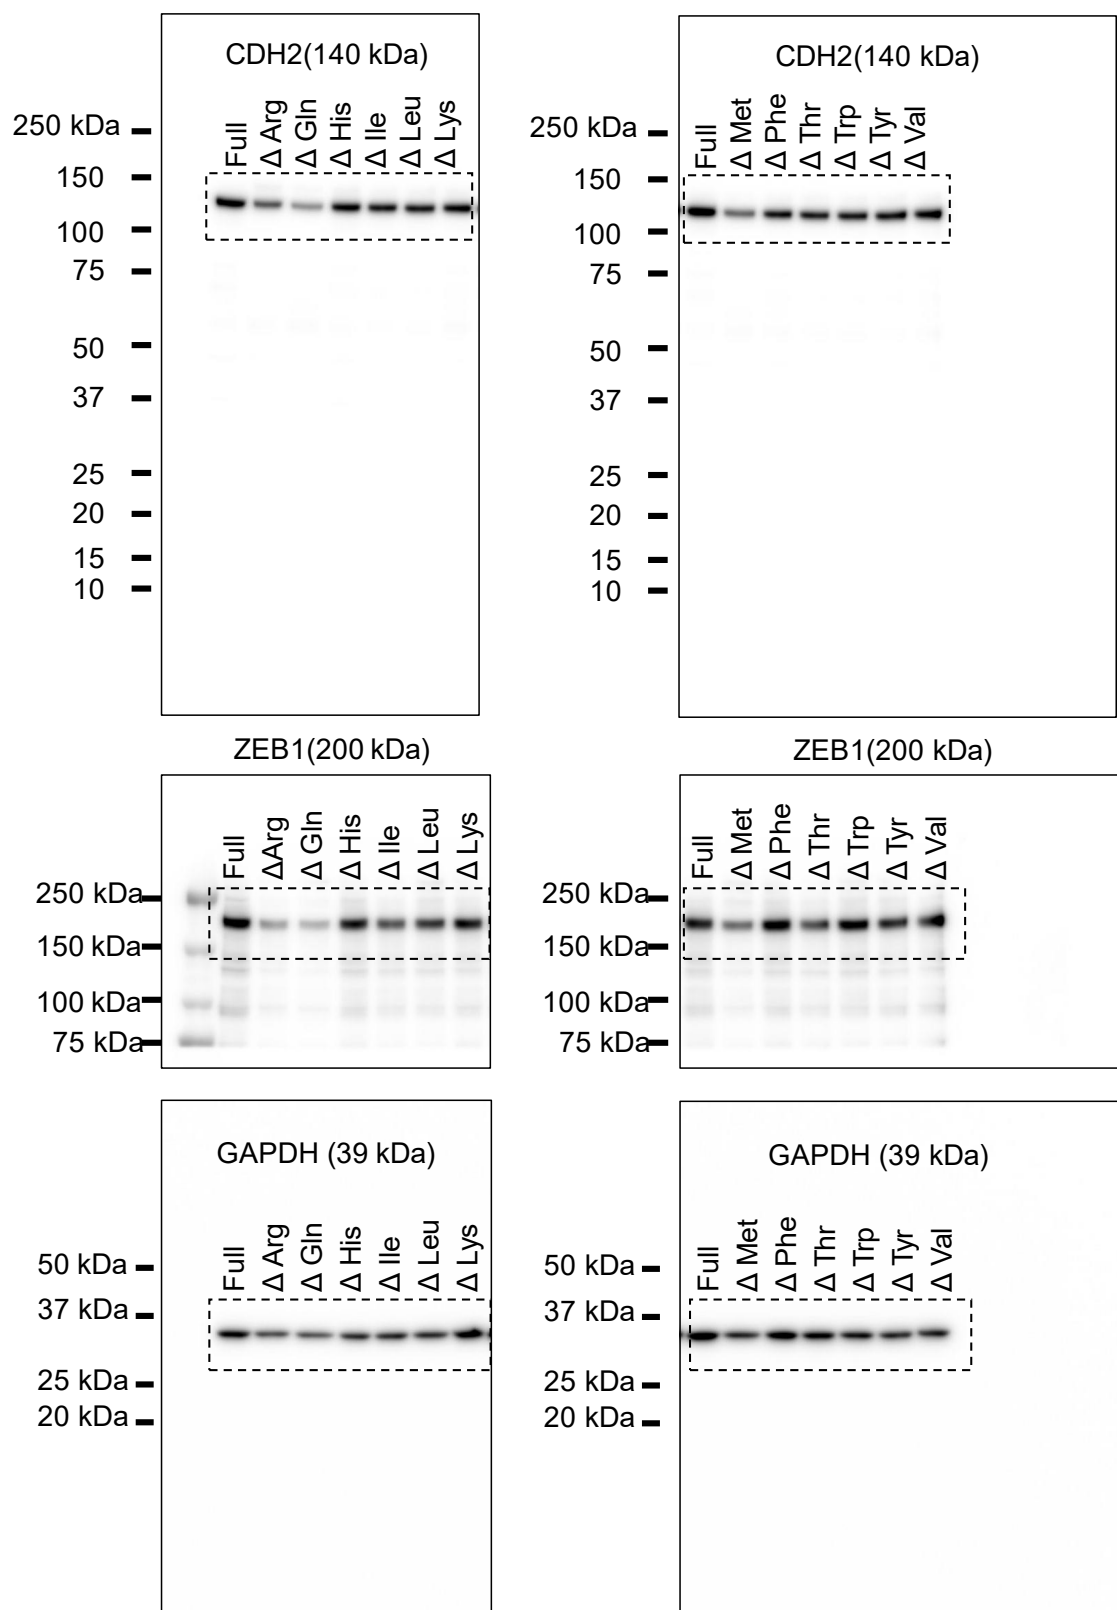 CDH2(140 kDa)
Full
Δ Arg
Δ Gln
Δ His
Δ Ile
Δ Leu
Δ Lys
250 kDa
150
100
75
50
37
25
20
15
10
CDH2(140 kDa)
Full
Δ Met
Δ Phe
Δ Thr
Δ Trp
Δ Tyr
Δ Val
250 kDa
150
100
75
50
37
25
20
15
10
ZEB1(200 kDa)
Full
ΔArg
Δ Gln
Δ His
Δ Ile
Δ Leu
Δ Lys
250 kDa
150 kDa
100 kDa
75 kDa
ZEB1(200 kDa)
Full
Δ Met
Δ Phe
Δ Thr
Δ Trp
Δ Tyr
Δ Val
250 kDa
150 kDa
100 kDa
75 kDa
GAPDH (39 kDa)
Full
Δ Arg
Δ Gln
Δ His
Δ Ile
Δ Leu
Δ Lys
50 kDa
37 kDa
25 kDa
20 kDa
GAPDH (39 kDa)
Full
Δ Met
Δ Phe
Δ Thr
Δ Trp
Δ Tyr
Δ Val
50 kDa
37 kDa
25 kDa
20 kDa